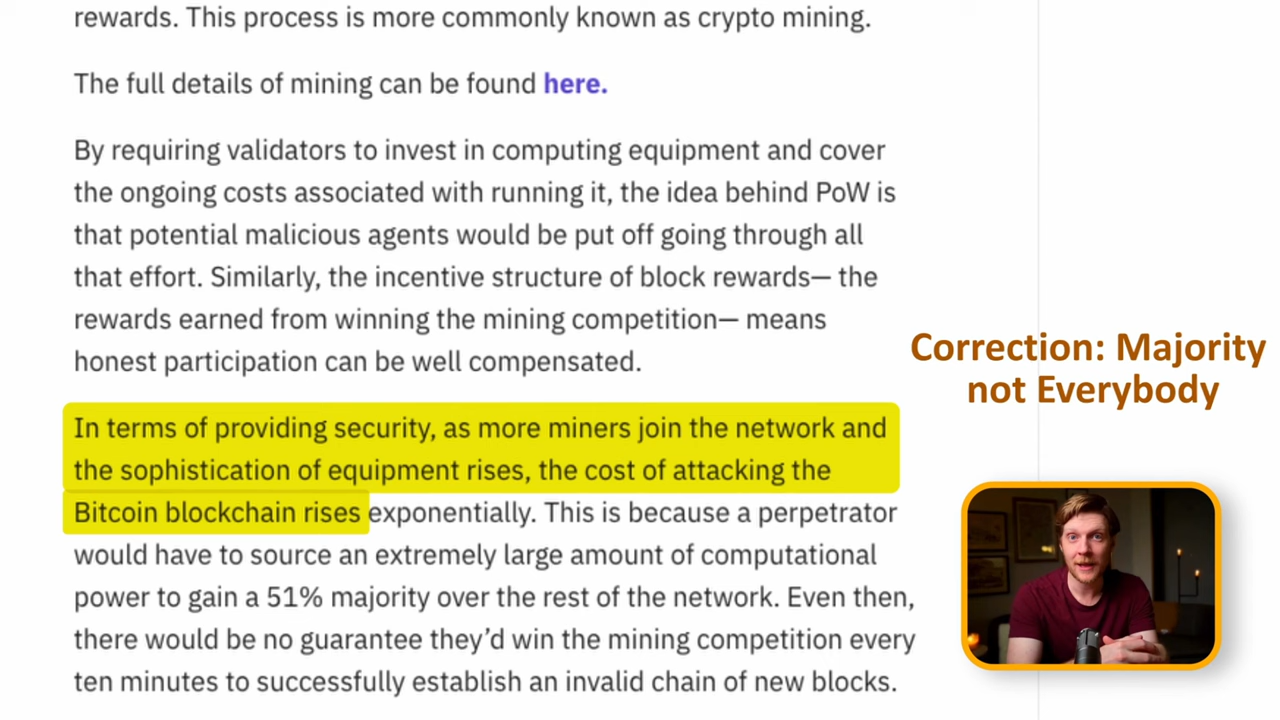 rewards. This process is more commonly known as crypto mining.
The full details of mining can be found here.
By requiring validators to invest in computing equipment and cover
the ongoing costs associated with running it, the idea behind PoW is
that potential malicious agents would be put off going through all
that effort. Similarly, the incentive structure of block rewards— the
rewards earned from winning the mining competition— means
honest participation can be well compensated.
In terms of providing security, as more miners join the network and
the sophistication of equipment rises, the cost of attacking the
Bitcoin blockchain rises exponentially. This is because a perpetrator
would have to source an extremely large amount of computational
power to gain a 51% majority over the rest of the network. Even then,
there would be no guarantee they’d win the mining competition every
ten minutes to successfully establish an invalid chain of new blocks.
Correction: Majority
not Everybody